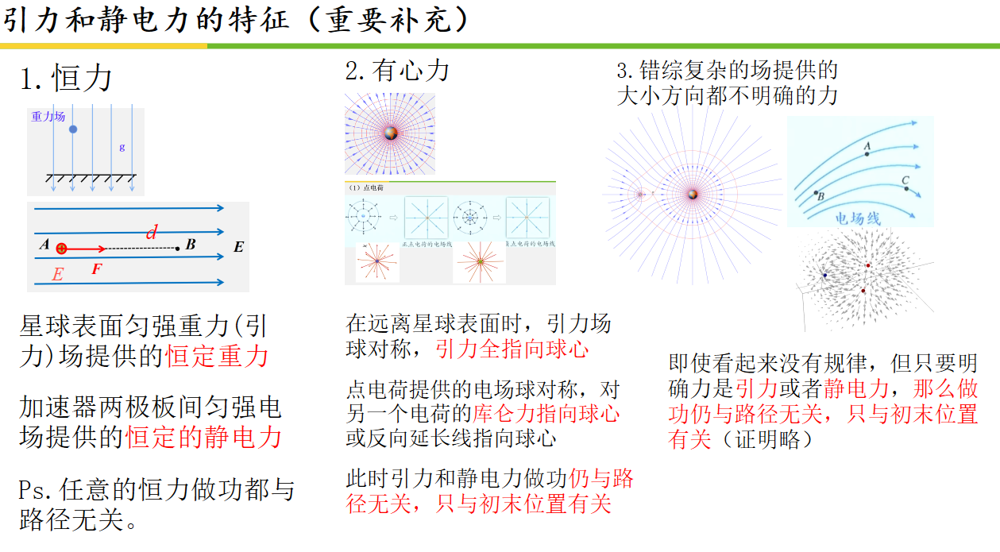 引力和静电力的特征（重要补充）
1.恒力
重力场
g
A
d
B
E
E
F
星球表面匀强重力(引
力)场提供的恒定重力
加速器两极板间匀强电
场提供的恒定的静电力
Ps.任意的恒力做功都与
路径无关。
2.有心力
（1）点电荷
正点电荷的电场线
负点电荷的电场线
在远离星球表面时，引力场
球对称，引力全指向球心
点电荷提供的电场球对称，对
另一个电荷的库仑力指向球心
或反向延长线指向球心
此时引力和静电力做功仍与路
径无关，只与初末位置有关
3.错综复杂的场提供的
大小方向都不明确的力
A
B
C
电场线
即使看起来没有规律，但只要明
确力是引力或者静电力，那么做
功仍与路径无关，只与初末位置
有关（证明略）